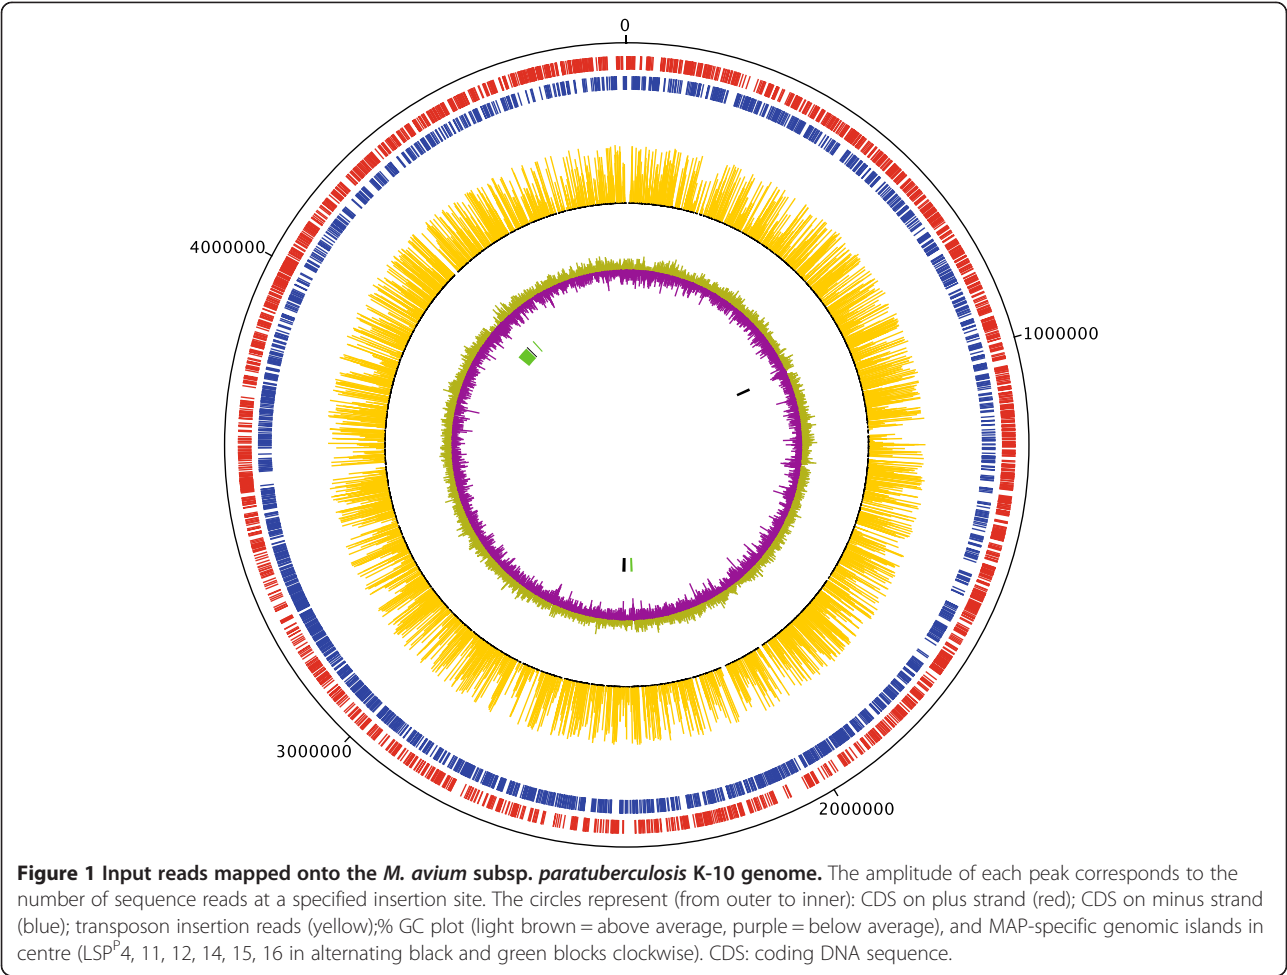 0
4000000
1000000
3000000
2000000
Figure 1 Input reads mapped onto the M. avium subsp. paratuberculosis K-10 genome. The amplitude of each peak corresponds to the
number of sequence reads at a specified insertion site. The circles represent (from outer to inner): CDS on plus strand (red); CDS on minus strand
(blue); transposon insertion reads (yellow);% GC plot (light brown = above average, purple = below average), and MAP-specific genomic islands in
centre (LSPᴾ4, 11, 12, 14, 15, 16 in alternating black and green blocks clockwise). CDS: coding DNA sequence.